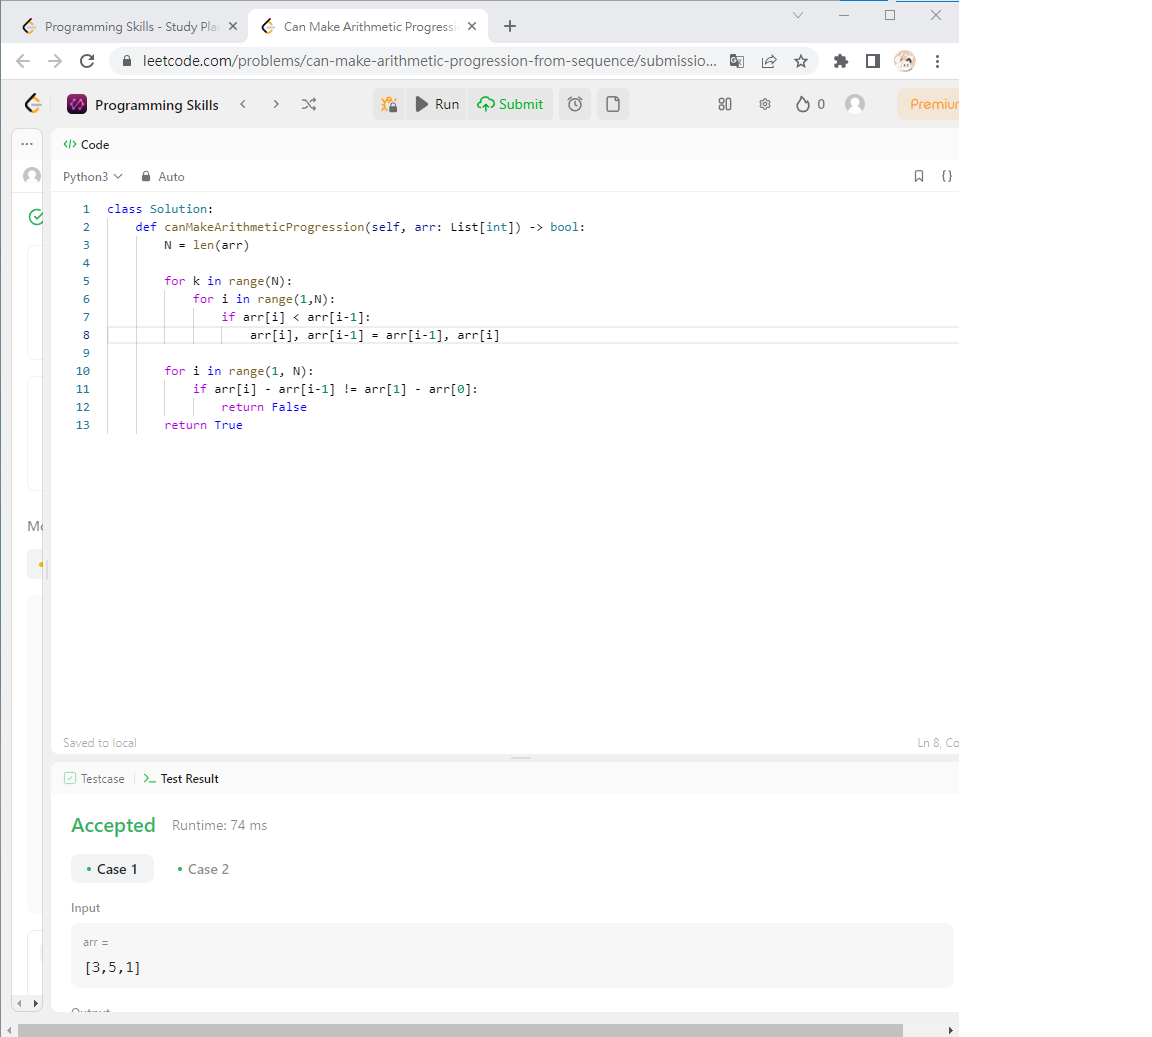 Programming Skills - Study Pla
Can Make Arithmetic Progressi
leetcode.com/problems/can-make-arithmetic-progression-from-sequence/submissio...
Programming Skills
Run
Submit
0
Premiu
...
Code
Python3
Auto
{}
1 class Solution:
2 def canMakeArithmeticProgression(self, arr: List[int]) -> bool:
3 N = len(arr)
4
5 for k in range(N):
6 for i in range(1,N):
7 if arr[i] < arr[i-1]:
8 arr[i], arr[i-1] = arr[i-1], arr[i]
9
10 for i in range(1, N):
11 if arr[i] - arr[i-1] != arr[1] - arr[0]:
12 return False
13 return True
Mo
Saved to local
Ln 8, Co
Testcase
Test Result
Accepted Runtime: 74 ms
Case 1
Case 2
Input
arr =
[3,5,1]
Output